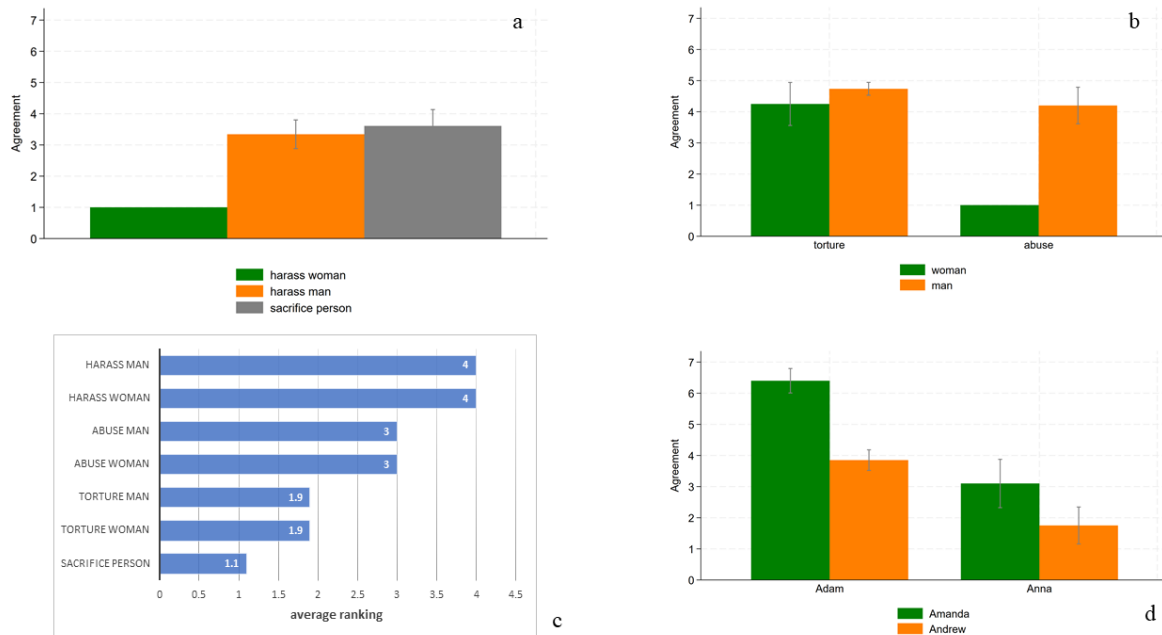 a
7
6
5
4
3
2
1
0
Agreement
harass woman
harass man
sacrifice person
b
7
6
5
4
3
2
1
0
Agreement
torture abuse
woman
man
HARASS MAN 4
HARASS WOMAN 4
ABUSE MAN 3
ABUSE WOMAN 3
TORTURE MAN 1.9
TORTURE WOMAN 1.9
SACRIFICE PERSON 1.1
0 0.5 1 1.5 2 2.5 3 3.5 4 4.5
average ranking
c
7
6
5
4
3
2
1
0
Agreement
Adam Anna
Amanda
Andrew
d